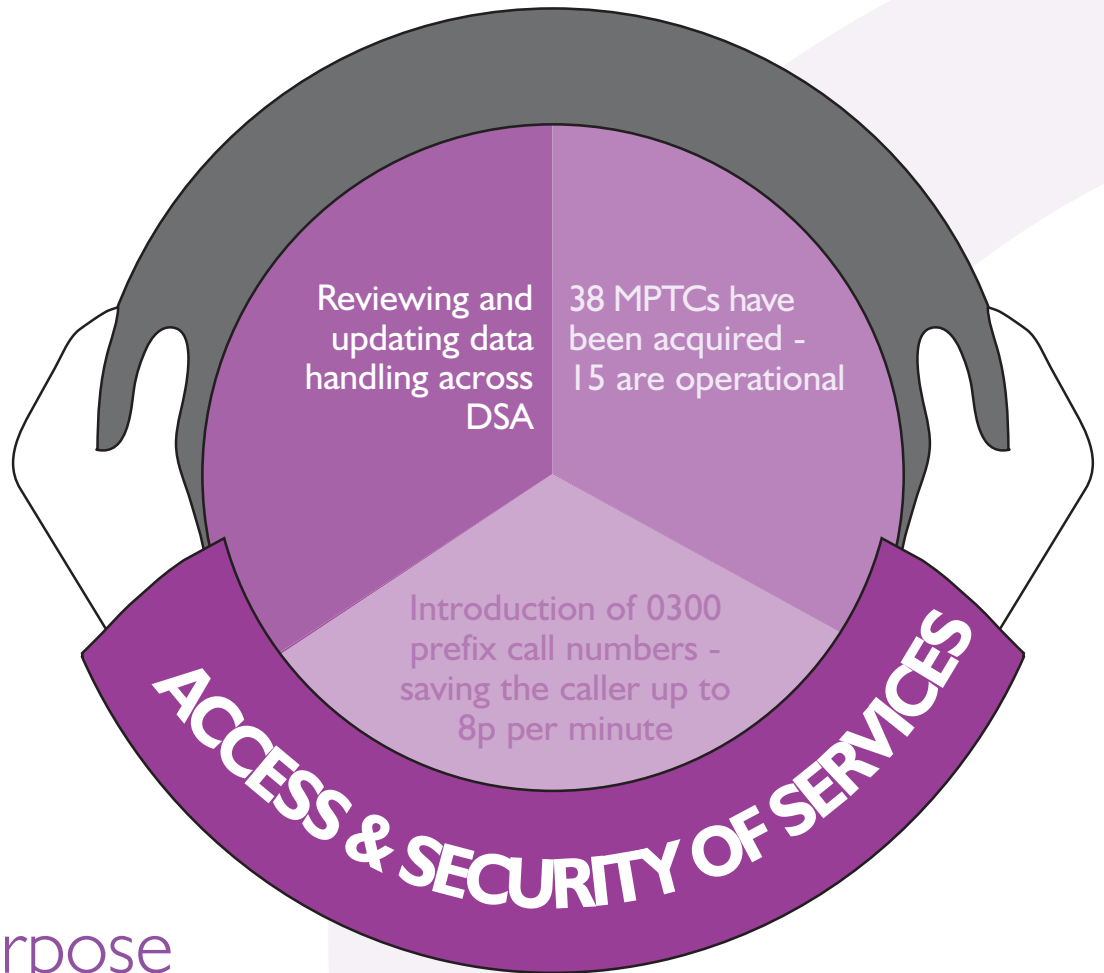 Reviewing and
updating data
handling across
DSA
38 MPTCs have
been acquired -
15 are operational
Introduction of 0300
prefix call numbers -
saving the caller up to
8p per minute
ACCESS & SECURITY OF SERVICES
rpose